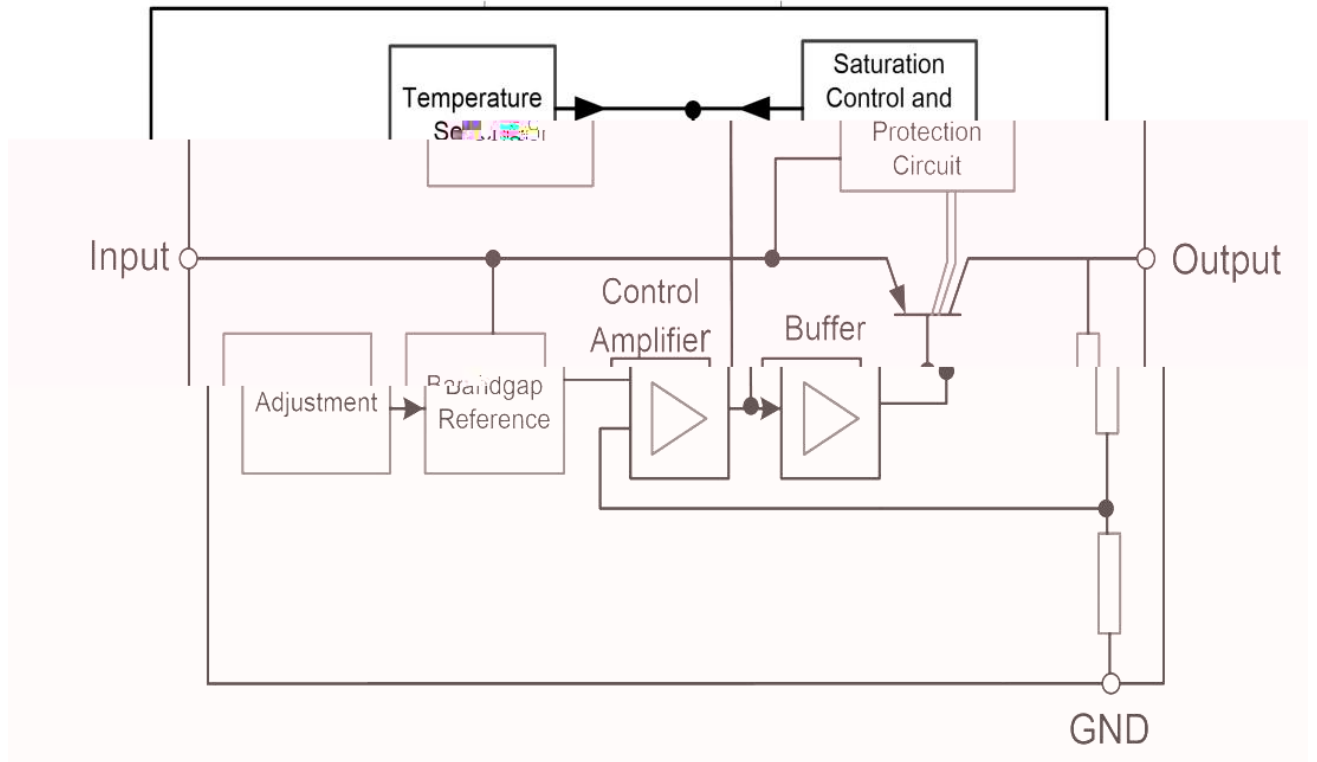 Temperature
Saturation
Control and
Protection
Circuit
Input
Output
Control
Amplifier
Buffer
Adjustment
Reference
GND